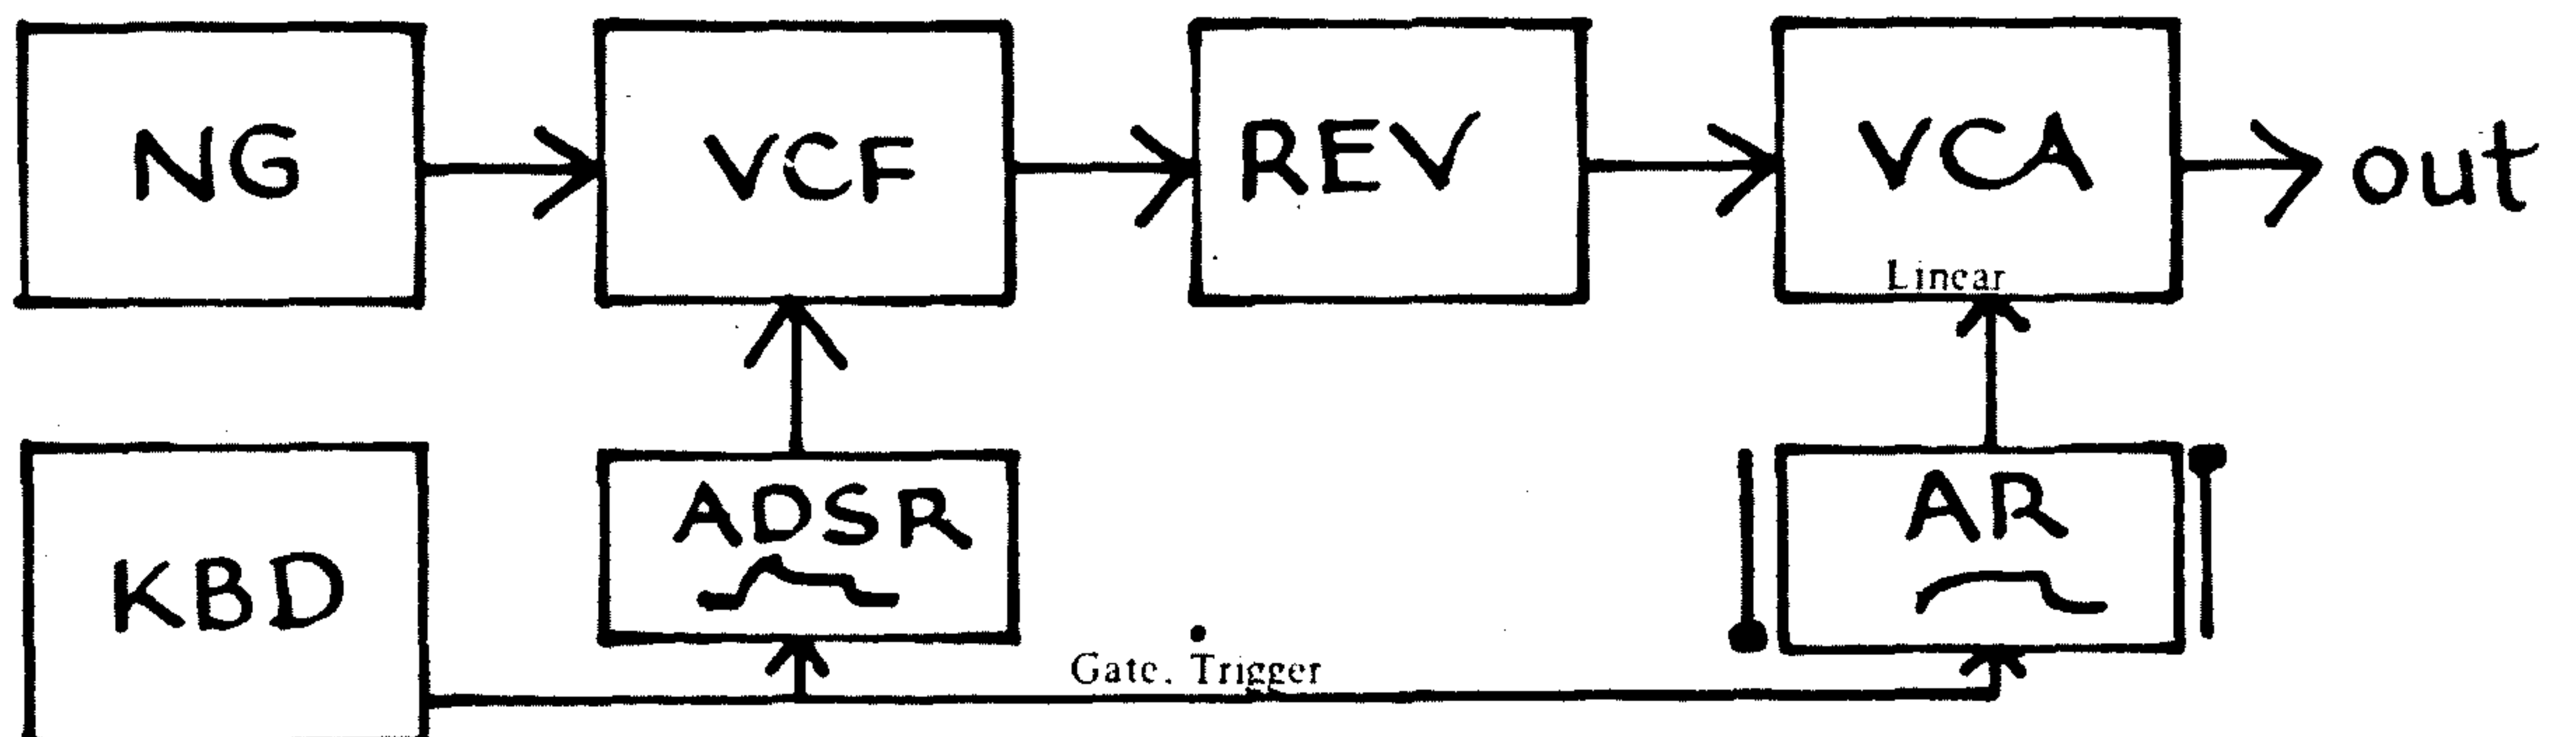 NG
VCF
REV
VCA
out
Linear
KBD
ADSR
AR
Gate. Trigger